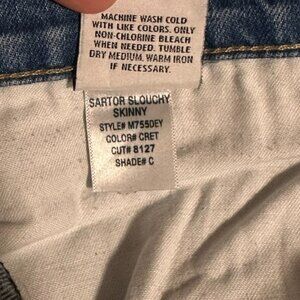 MACHINE WASH COLD
WITH LIKE COLORS. ONLY
NON-CHLORINE BLEACH
WHEN NEEDED. TUMBLE
DRY MEDIUM. WARM IRON
IF NECESSARY.
SARTOR SLOUCHY
SKINNY
STYLE# M7550EY
COLOR# CRET
CUT# 8127
SHADE# C